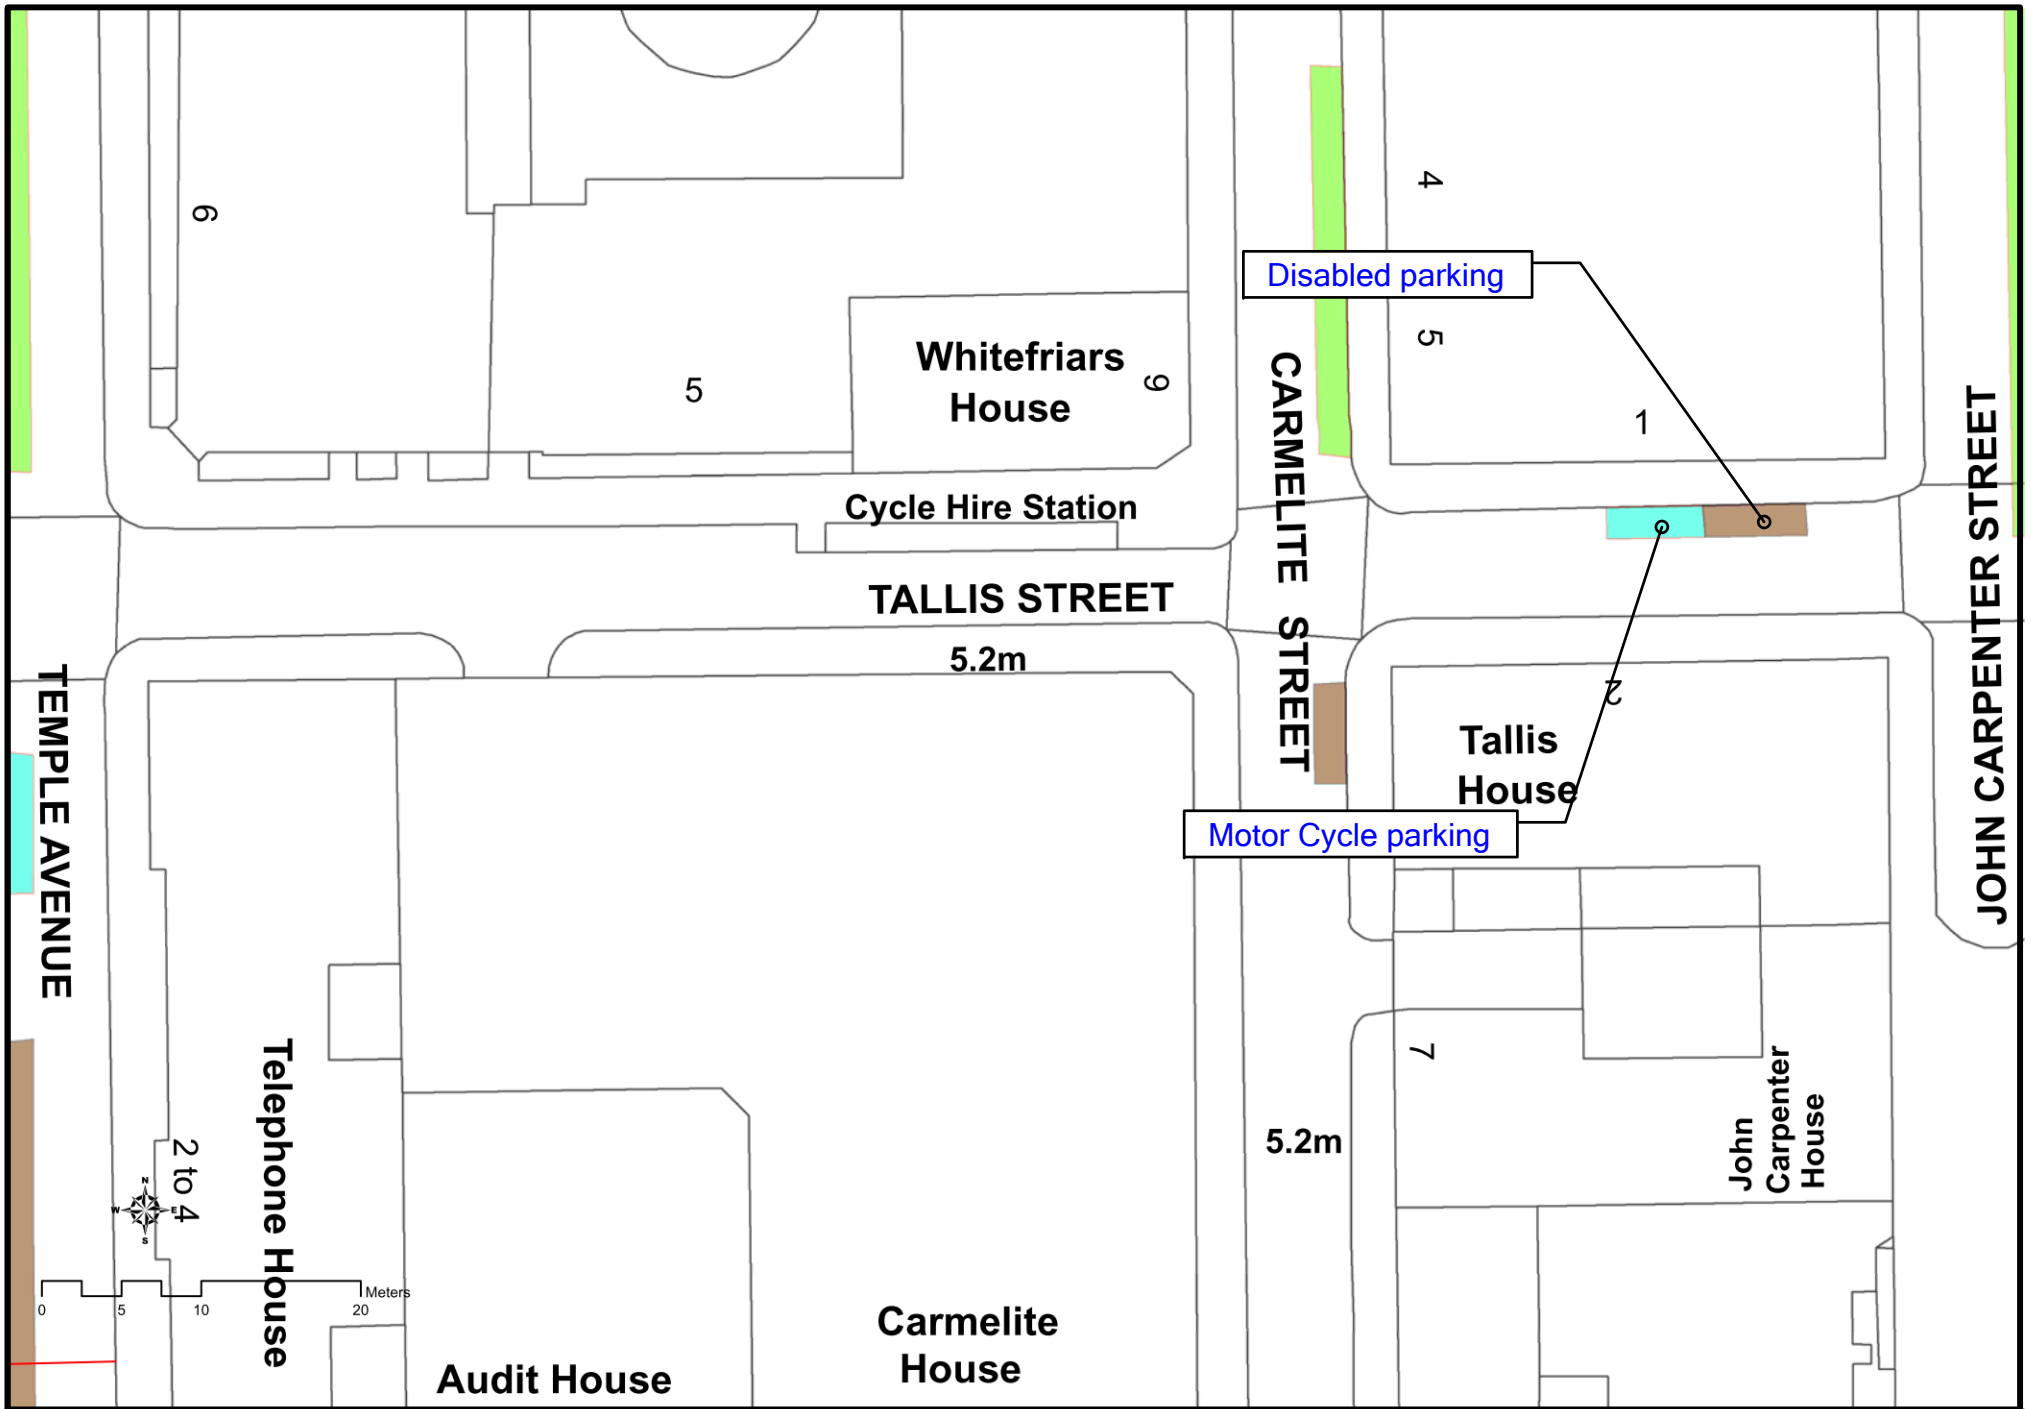 4
6
Disabled parking
5
Whitefriars
House
9
5
1
CARMELITE STREET
JOHN CARPENTER STREET
Cycle Hire Station
TALLIS STREET
5.2m
TEMPLE AVENUE
2
Tallis
House
Motor Cycle parking
7
Telephone House
John
Carpenter
House
5.2m
2 to 4
N
W
E
S
Meters
0
5
10
20
Carmelite
House
Audit House